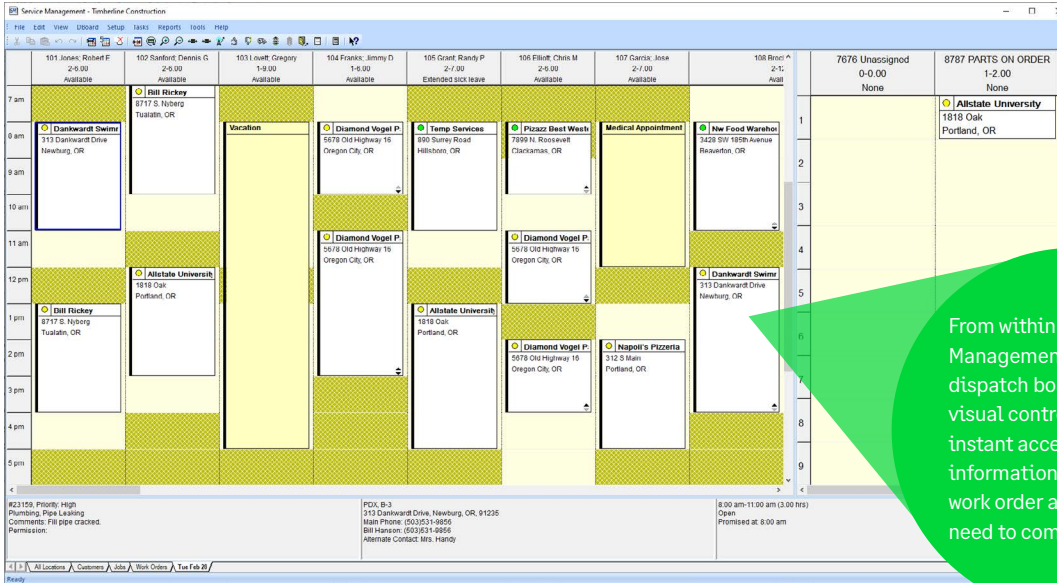 Service Management - Timberline Construction
File Edit View DBoard Setup Tasks Reports Tools Help
101 Jones; Robert E
2-6.00
Available
102 Sanford; Dennis G
2-6.00
Available
103 Lovett; Gregory
1-9.00
Available
104 Franks; Jimmy D
1-6.00
Available
105 Grant; Randy P
2-7.00
Extended sick leave
106 Elliott; Chris M
2-6.00
Available
107 Garcia; Jose
2-7.00
Available
108 Brocl
2-12
Avail
7676 Unassigned
0-0.00
None
8787 PARTS ON ORDER
1-2.00
None
7 am
8 am
9 am
10 am
11 am
12 pm
1 pm
2 pm
3 pm
4 pm
5 pm
Bill Rickey
8717 S. Nyberg
Tualatin, OR
Dankwardt Swimr
313 Dankwardt Drive
Newburg, OR
Vacation
Diamond Vogel P
5678 Old Highway 16
Oregon City, OR
Temp Services
890 Surrey Road
Hillsboro, OR
Pizazz Best Weste
7899 N. Roosevelt
Clackamas, OR
Medical Appointment
Nw Food Warehou
3428 SW 185th Avenue
Beaverton, OR
Diamond Vogel P
5678 Old Highway 16
Oregon City, OR
Diamond Vogel P
5678 Old Highway 16
Oregon City, OR
Allstate University
1818 Oak
Portland, OR
Dankwardt Swimr
313 Dankwardt Drive
Newburg, OR
Bill Rickey
8717 S. Nyberg
Tualatin, OR
Allstate University
1818 Oak
Portland, OR
Diamond Vogel P
5678 Old Highway 16
Oregon City, OR
Napoli's Pizzeria
312 S Main
Portland, OR
1
2
3
4
5
6
7
8
9
Allstate University
1818 Oak
Portland, OR
From within
Managemen
dispatch bo
visual contr
instant acce
information
work order a
need to com
#23159, Priority: High
Plumbing, Pipe Leaking
Comments: Fill pipe cracked.
Permission:
PDX, B-3
313 Dankwardt Drive, Newburg, OR, 91235
Main Phone: (503)531-9856
Bill Hanson: (503)531-9856
Alternate Contact: Mrs. Handy
8:00 am-11:00 am (3.00 hrs)
Open
Promised at: 8:00 am
All Locations Customers Jobs Work Orders Tue Feb 20
Ready